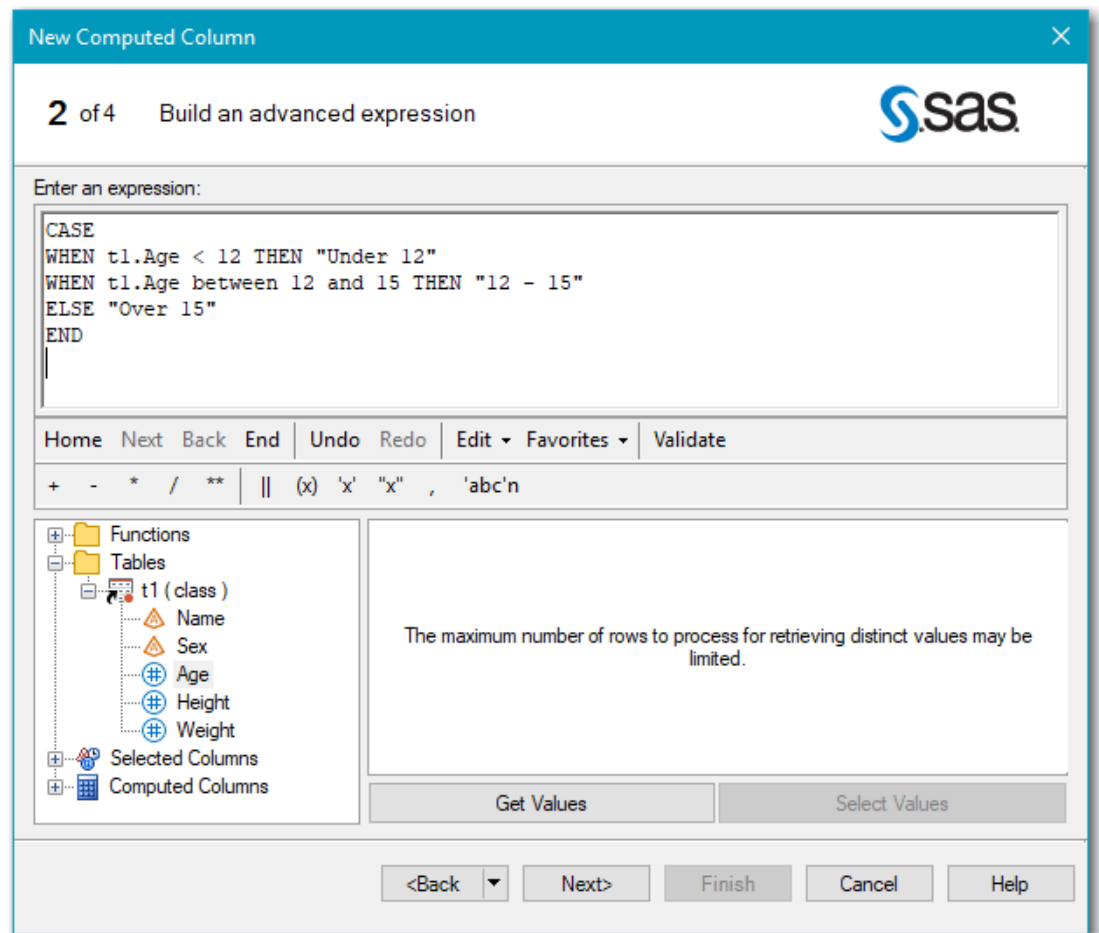 New Computed Column
2 of 4 Build an advanced expression
sas
Enter an expression:
CASE
WHEN t1.Age < 12 THEN "Under 12"
WHEN t1.Age between 12 and 15 THEN "12 - 15"
ELSE "Over 15"
END
Home Next Back End Undo Redo Edit Favorites Validate
+ - * / ** || (x) 'x' "x" , 'abc'n
Functions
Tables
t1 ( class )
Name
Sex
Age
Height
Weight
Selected Columns
Computed Columns
The maximum number of rows to process for retrieving distinct values may be
limited.
Get Values Select Values
<Back Next> Finish Cancel Help